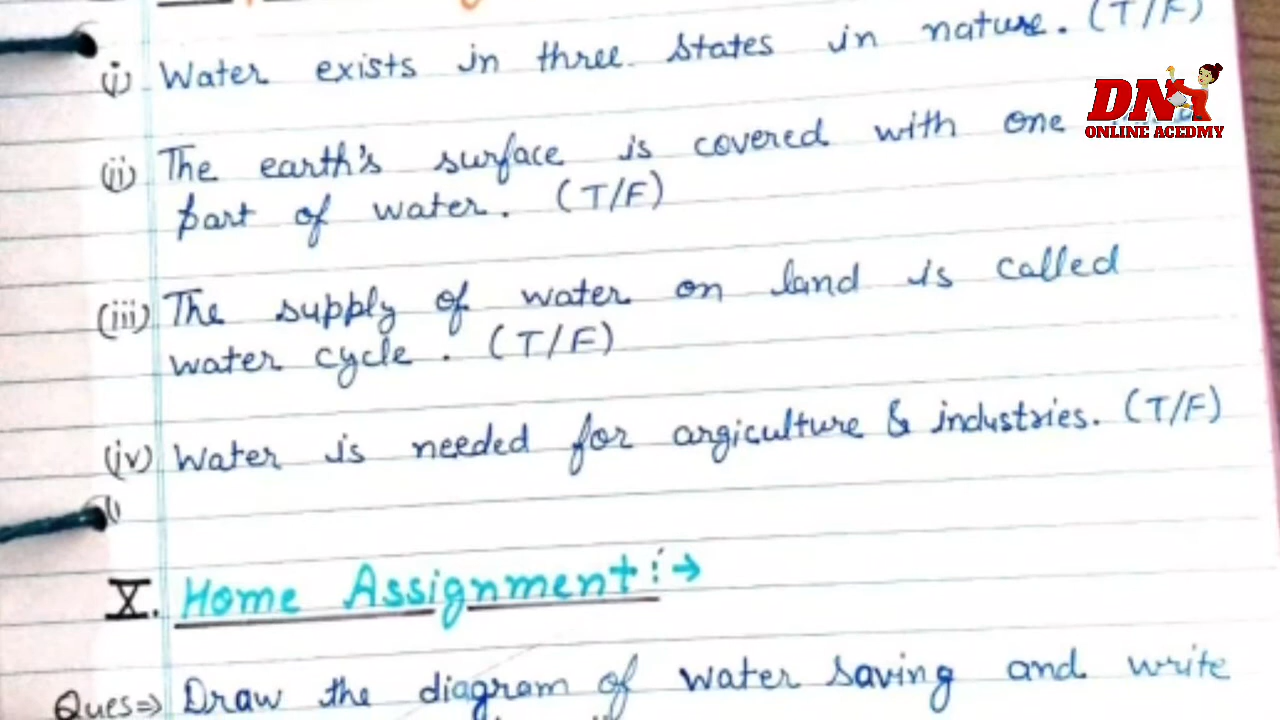 (i) Water exists in three states in nature. (T/F)
DN
ONLINE ACEDMY
(ii) The earth's surface is covered with one
part of water. (T/F)
(iii) The supply of water on land is called
water cycle. (T/F)
(iv) Water is needed for argiculture & industries. (T/F)
X. Home Assignment :→
Ques⇒ Draw the diagram of water saving and write